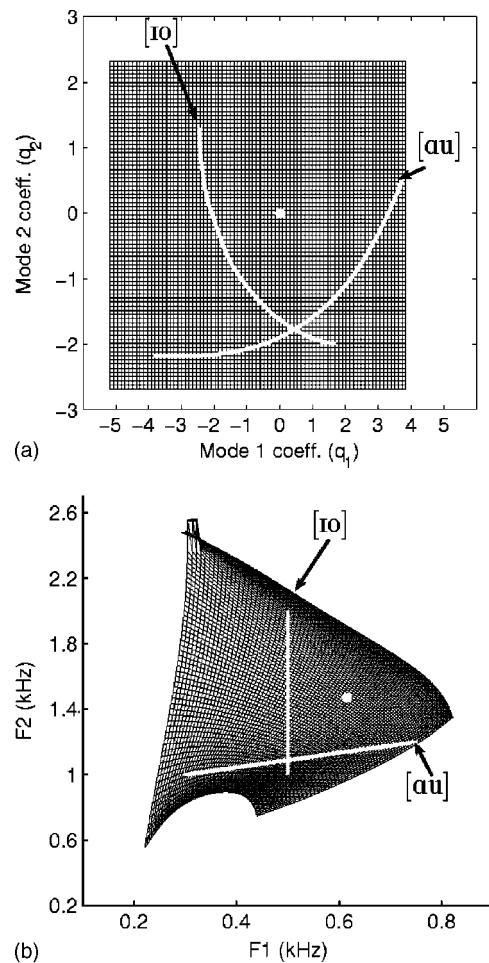 [ɪo]
[ɑu]
3
2
1
0
−1
−2
−3
Mode 2 coeff. (q2)
−5 −4 −3 −2 −1 0 1 2 3 4 5
Mode 1 coeff. (q1)
(a)
[ɪo]
[ɑu]
2.6
2.2
1.8
1.4
1
0.6
0.2
F2 (kHz)
0.2 0.4 0.6 0.8
F1 (kHz)
(b)